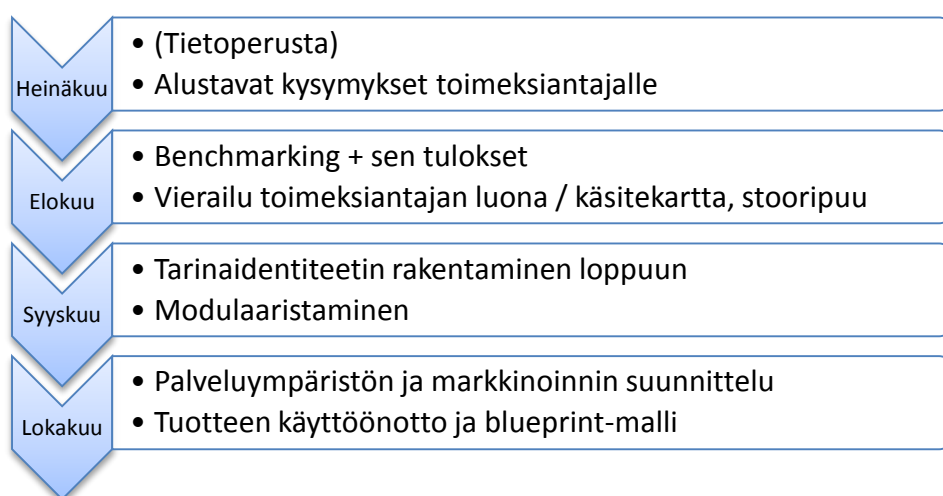 Heinäkuu
• (Tietoperusta)
• Alustavat kysymykset toimeksiantajalle
Elokuu
• Benchmarking + sen tulokset
• Vierailu toimeksiantajan luona / käsitekartta, stooripuu
Syyskuu
• Tarinaidentiteetin rakentaminen loppuun
• Modulaaristaminen
Lokakuu
• Palveluympäristön ja markkinoinnin suunnittelu
• Tuotteen käyttöönotto ja blueprint-malli